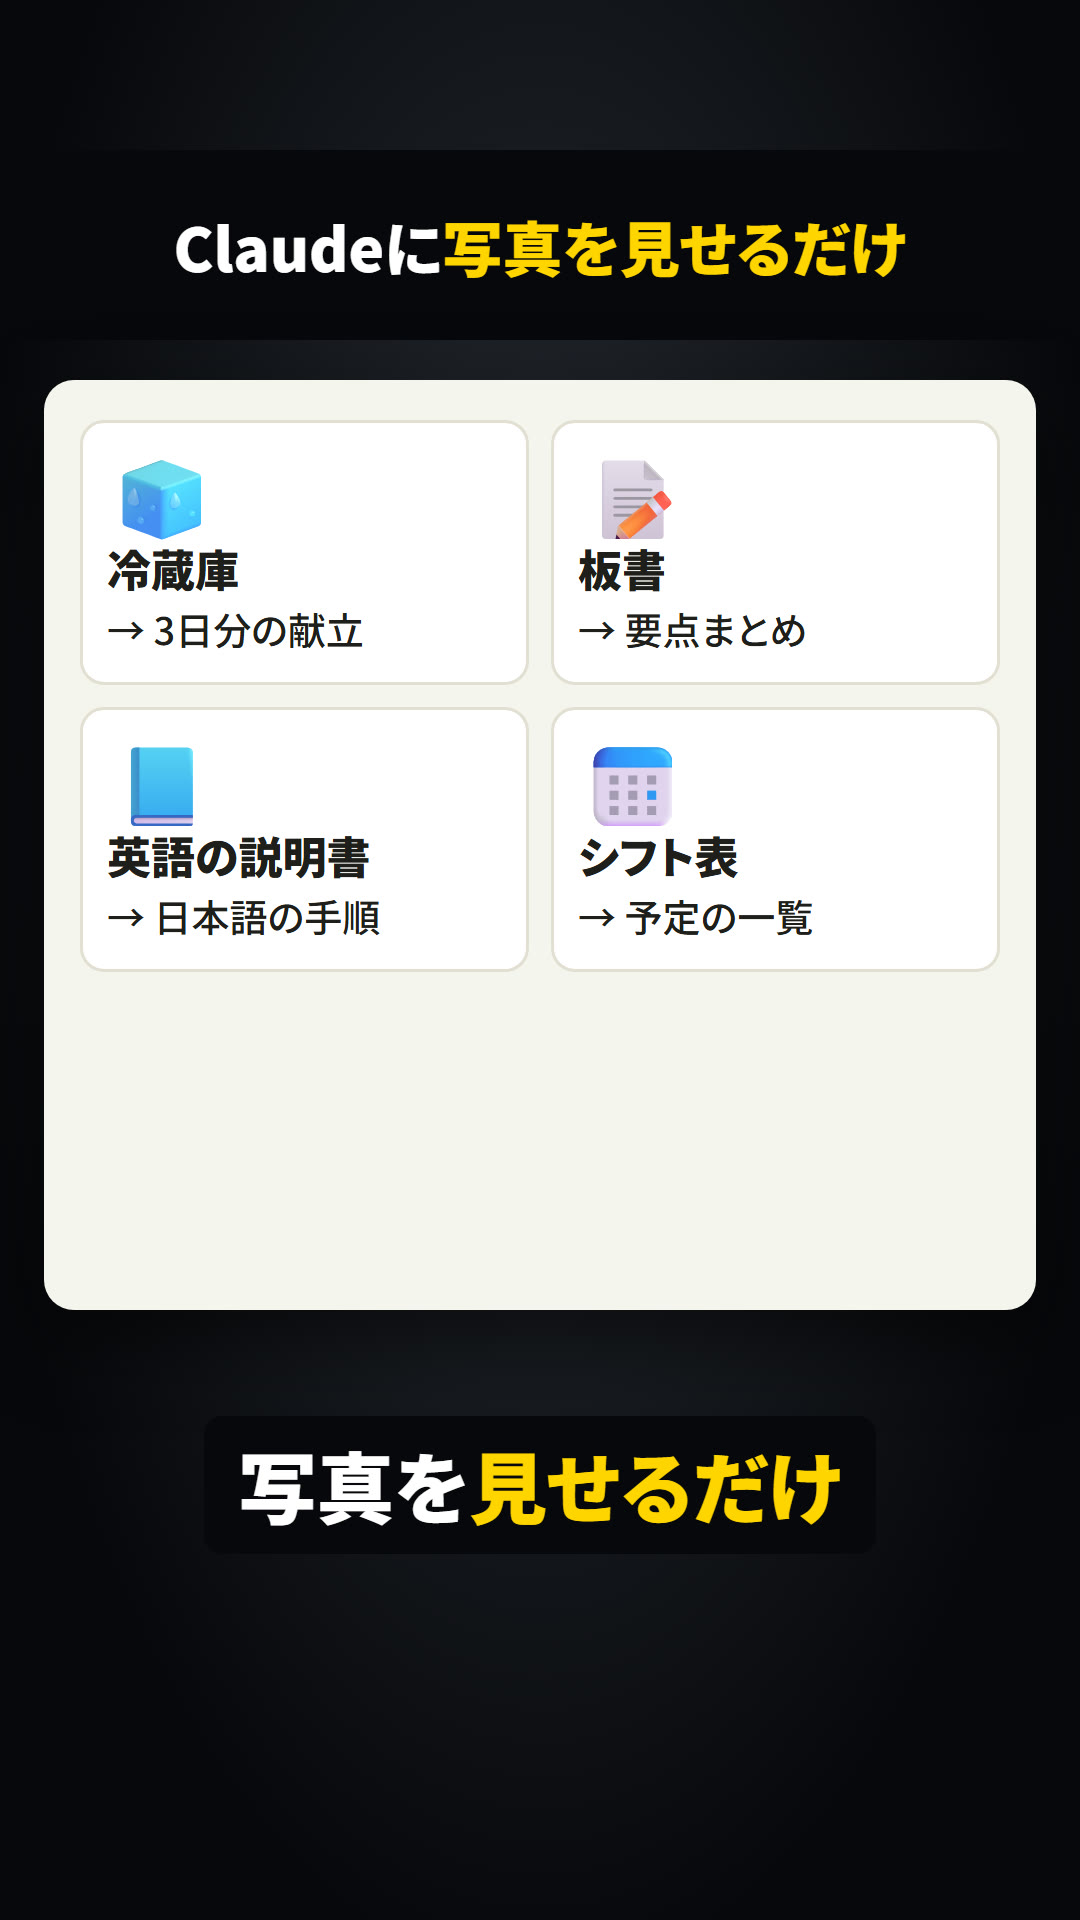 Claudeに写真を見せるだけ
冷蔵庫
→ 3日分の献立
板書
→ 要点まとめ
英語の説明書
→ 日本語の手順
シフト表
→ 予定の一覧
写真を見せるだけ